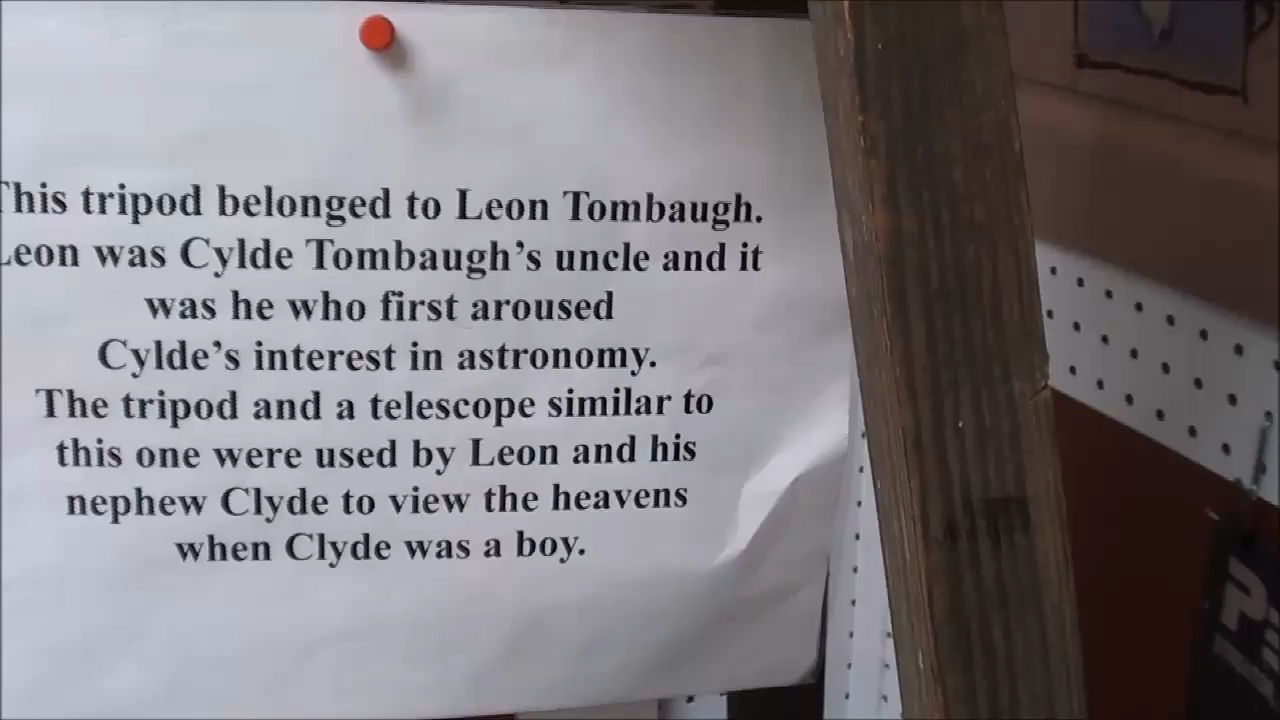 This tripod belonged to Leon Tombaugh.
Leon was Cylde Tombaugh's uncle and it
was he who first aroused
Cylde's interest in astronomy.
The tripod and a telescope similar to
this one were used by Leon and his
nephew Clyde to view the heavens
when Clyde was a boy.